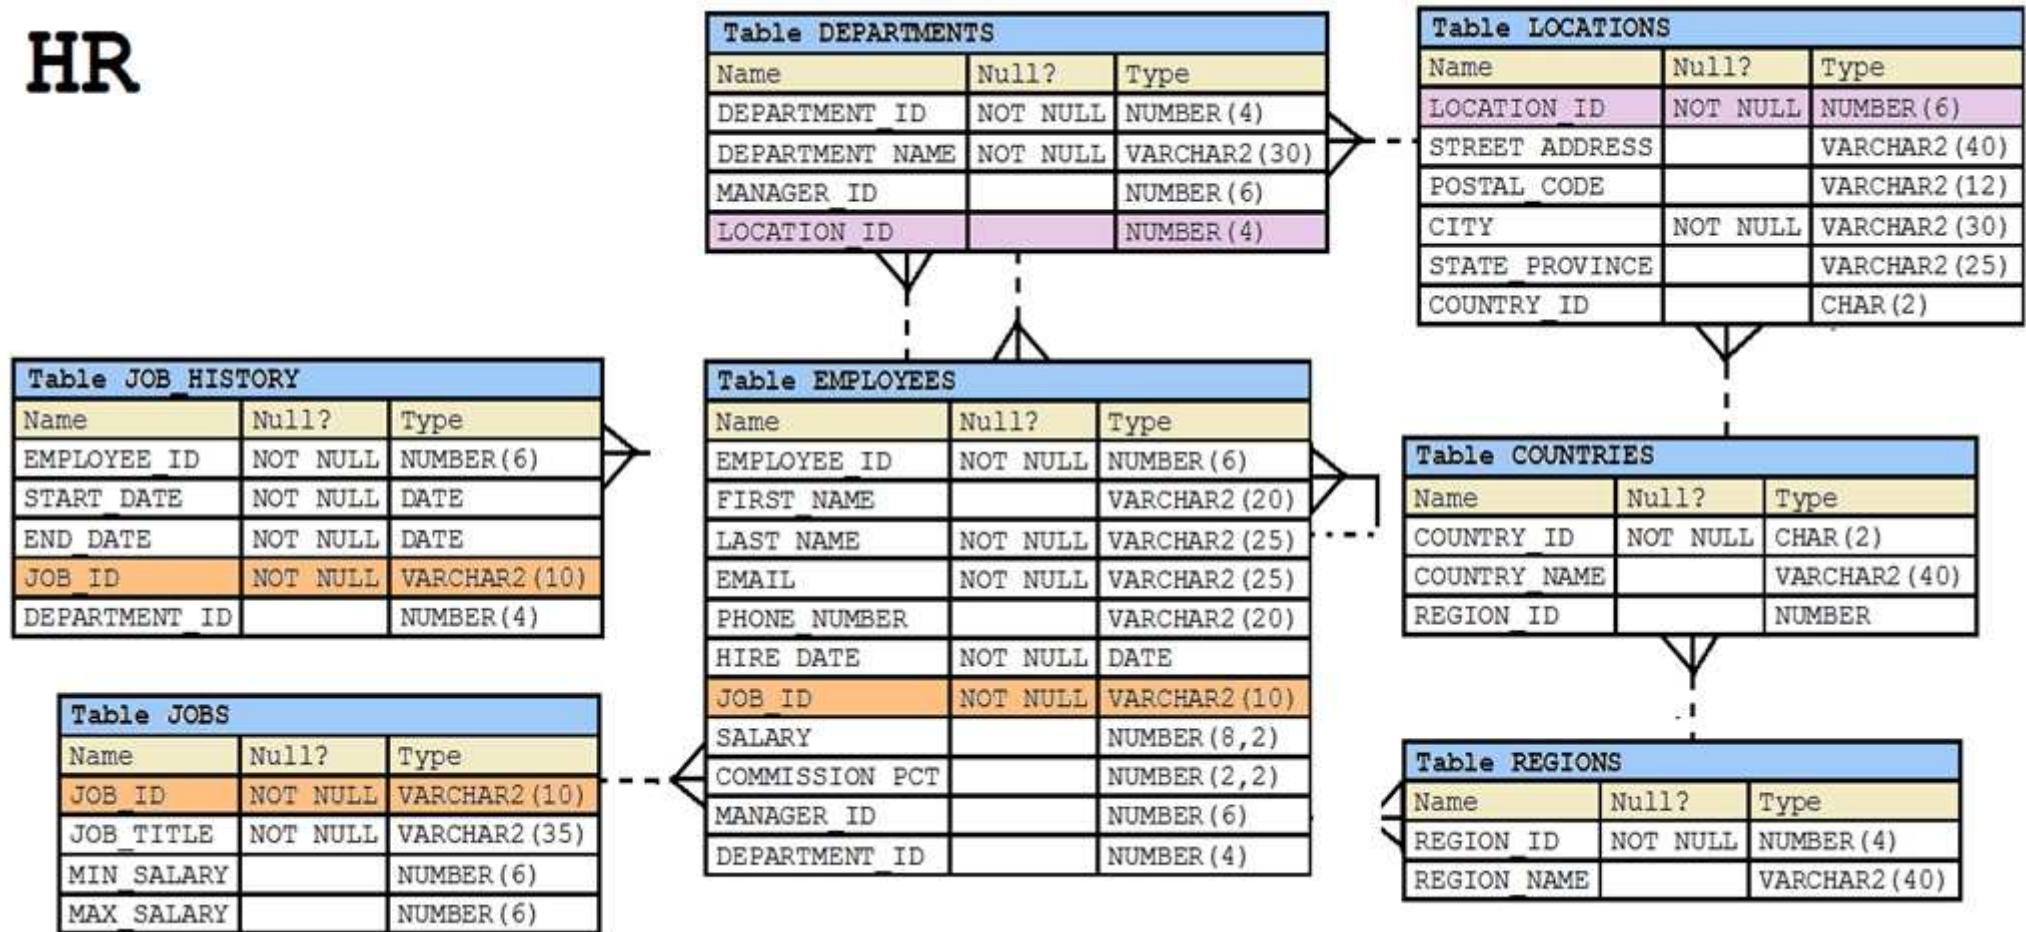 HR
Table DEPARTMENTS
Name Null? Type
DEPARTMENT_ID NOT NULL NUMBER(4)
DEPARTMENT_NAME NOT NULL VARCHAR2(30)
MANAGER_ID NUMBER(6)
LOCATION_ID NUMBER(4)
Table LOCATIONS
Name Null? Type
LOCATION_ID NOT NULL NUMBER(6)
STREET_ADDRESS VARCHAR2(40)
POSTAL_CODE VARCHAR2(12)
CITY NOT NULL VARCHAR2(30)
STATE_PROVINCE VARCHAR2(25)
COUNTRY_ID CHAR(2)
Table JOB_HISTORY
Name Null? Type
EMPLOYEE_ID NOT NULL NUMBER(6)
START_DATE NOT NULL DATE
END_DATE NOT NULL DATE
JOB_ID NOT NULL VARCHAR2(10)
DEPARTMENT_ID NUMBER(4)
Table EMPLOYEES
Name Null? Type
EMPLOYEE_ID NOT NULL NUMBER(6)
FIRST_NAME VARCHAR2(20)
LAST_NAME NOT NULL VARCHAR2(25)
EMAIL NOT NULL VARCHAR2(25)
PHONE_NUMBER VARCHAR2(20)
HIRE_DATE NOT NULL DATE
JOB_ID NOT NULL VARCHAR2(10)
SALARY NUMBER(8,2)
COMMISSION_PCT NUMBER(2,2)
MANAGER_ID NUMBER(6)
DEPARTMENT_ID NUMBER(4)
Table COUNTRIES
Name Null? Type
COUNTRY_ID NOT NULL CHAR(2)
COUNTRY_NAME VARCHAR2(40)
REGION_ID NUMBER
Table JOBS
Name Null? Type
JOB_ID NOT NULL VARCHAR2(10)
JOB_TITLE NOT NULL VARCHAR2(35)
MIN_SALARY NUMBER(6)
MAX_SALARY NUMBER(6)
Table REGIONS
Name Null? Type
REGION_ID NOT NULL NUMBER(4)
REGION_NAME VARCHAR2(40)